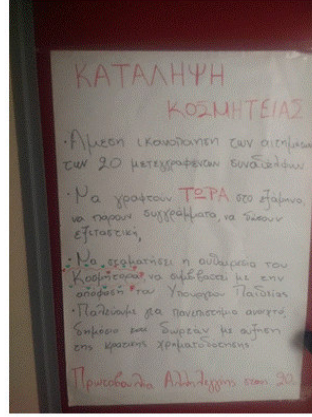 ΚΑΤΑΛΗΨΗ
ΚΟΣΜΗΤΕΙΑΣ
· Άμεση ικανοποίηση των αιτημάτων
των 20 μετεγραφέντων συναδέλφων
· Να γραφτούν ΤΩΡΑ στο εξάμηνο,
να πάρουν συγγράμματα, να δώσουν
εξεταστική,
· Να σταματήσει η αυθαιρεσία του
Κοσμήτορα, να συμβιβαστεί με την
απόφαση του Υπουργείου Παιδείας
· Παλεύουμε για πανεπιστήμιο ανοιχτό,
δημόσιο και δωρεάν με αύξηση
της κρατικής χρηματοδότησης.
Πρωτοβουλία Αλληλεγγύης στους 20